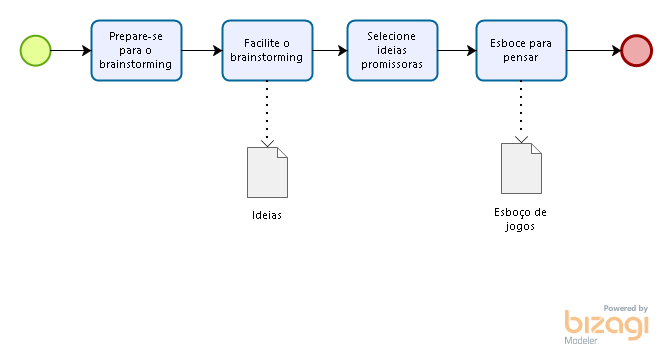 Prepare-se
para o
brainstorming
Facilite o
brainstorming
Selecione
ideias
promissoras
Esboce para
pensar
Ideias
Esboço de
jogos
Powered by
bizagi
Modeler